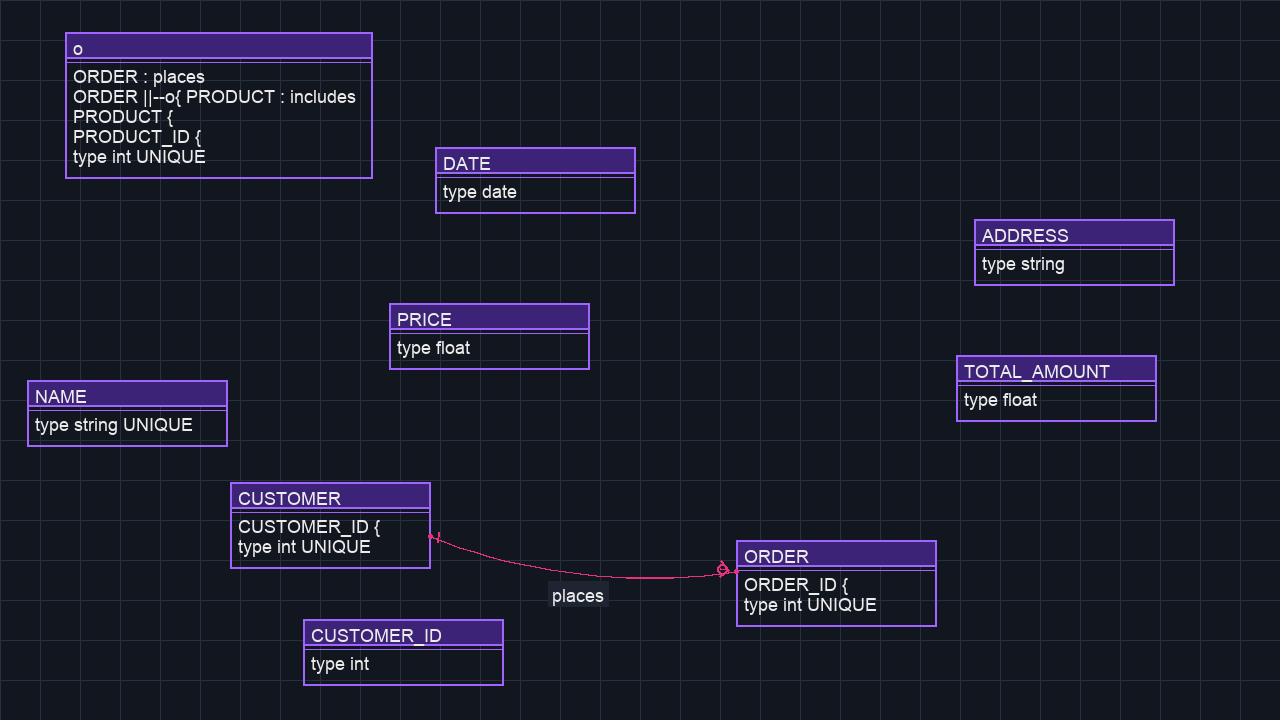 o
ORDER : places
ORDER ||--o{ PRODUCT : includes
PRODUCT {
PRODUCT_ID {
type int UNIQUE
DATE
type date
ADDRESS
type string
PRICE
type float
TOTAL_AMOUNT
type float
NAME
type string UNIQUE
CUSTOMER
CUSTOMER_ID {
type int UNIQUE
ORDER
ORDER_ID {
type int UNIQUE
places
CUSTOMER_ID
type int